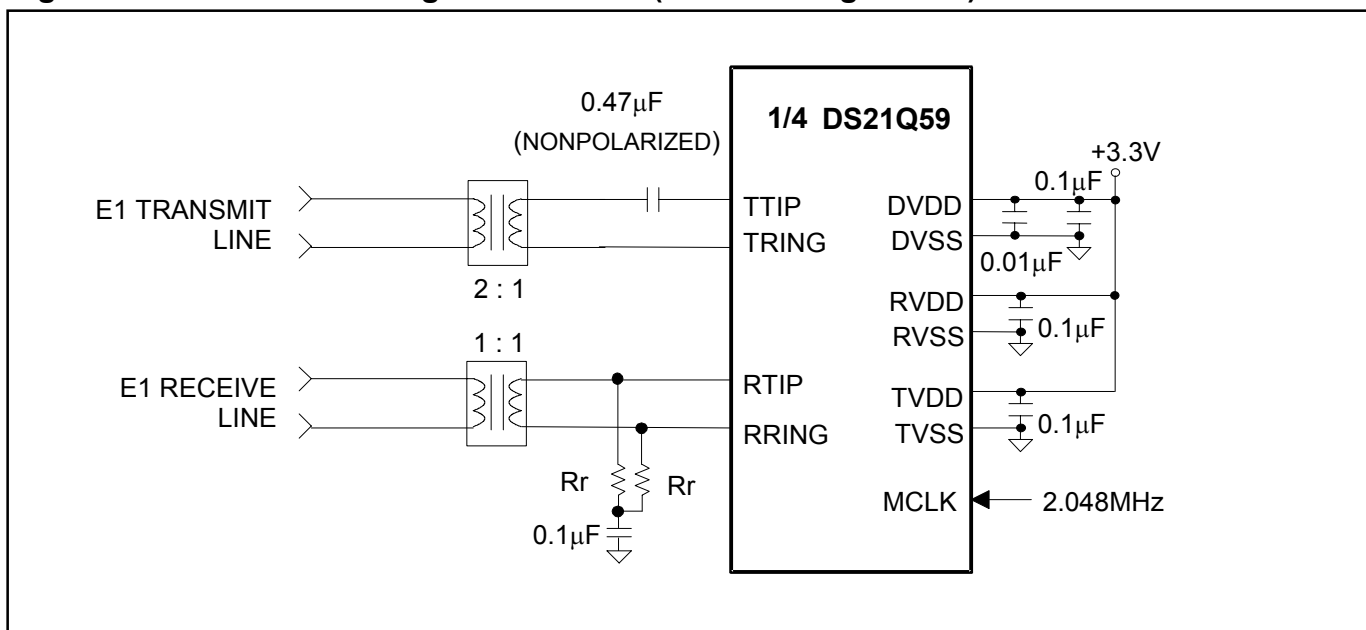 0.47μF
(NONPOLARIZED)
1/4 DS21Q59
+3.3V
0.1μF
E1 TRANSMIT
LINE
TTIP
TRING
DVDD
DVSS
0.01μF
2 : 1
RVDD
RVSS
0.1μF
1 : 1
E1 RECEIVE
LINE
RTIP
RRING
TVDD
TVSS
0.1μF
Rr
Rr
MCLK
2.048MHz
0.1μF